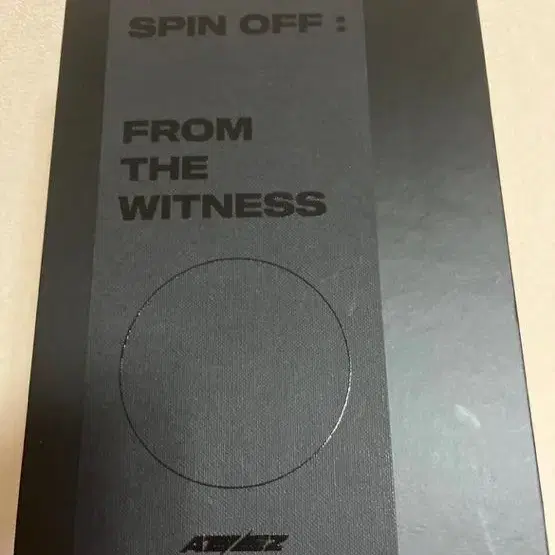 SPIN OFF :
FROM
THE
WITNESS
ATEEZ